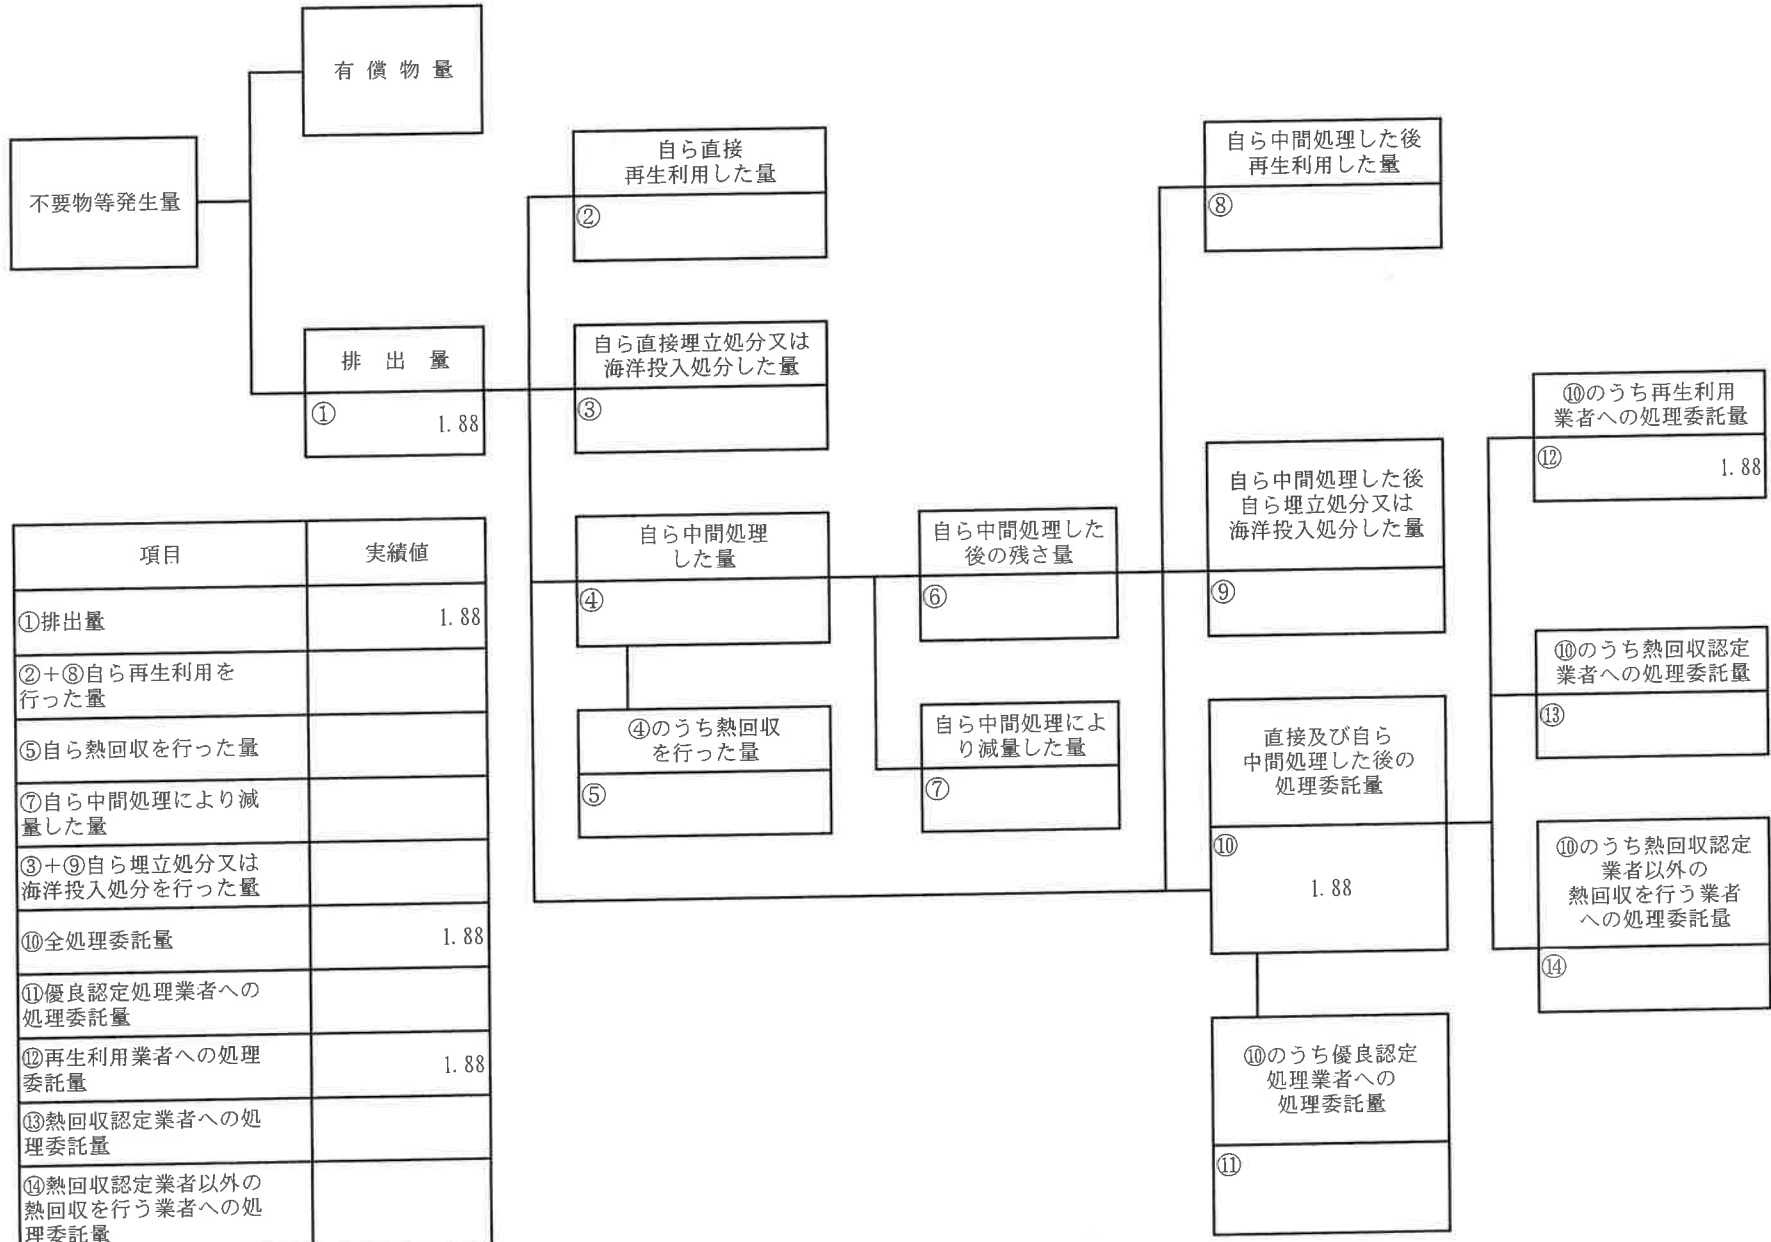 有償物量
不要物等発生量
排出量
①
1.88
自ら直接
再生利用した量
②
自ら直接埋立処分又は
海洋投入処分した量
③
自ら中間処理
した量
④
④のうち熱回収
を行った量
⑤
自ら中間処理した
後の残さ量
⑥
自ら中間処理によ
り減量した量
⑦
自ら中間処理した後
再生利用した量
⑧
自ら中間処理した後
自ら埋立処分又は
海洋投入処分した量
⑨
直接及び自ら
中間処理した後の
処理委託量
⑩
1.88
⑩のうち優良認定
処理業者への
処理委託量
⑪
⑩のうち再生利用
業者への処理委託量
⑫
1.88
⑩のうち熱回収認定
業者への処理委託量
⑬
⑩のうち熱回収認定
業者以外の
熱回収を行う業者
への処理委託量
⑭
項目 実績値
①排出量 1.88
②+⑧自ら再生利用を
行った量
⑤自ら熱回収を行った量
⑦自ら中間処理により減
量した量
③+⑨自ら埋立処分又は
海洋投入処分を行った量
⑩全処理委託量 1.88
⑪優良認定処理業者への
処理委託量
⑫再生利用業者への処理
委託量 1.88
⑬熱回収認定業者への処
理委託量
⑭熱回収認定業者以外の
熱回収を行う業者への処
理委託量